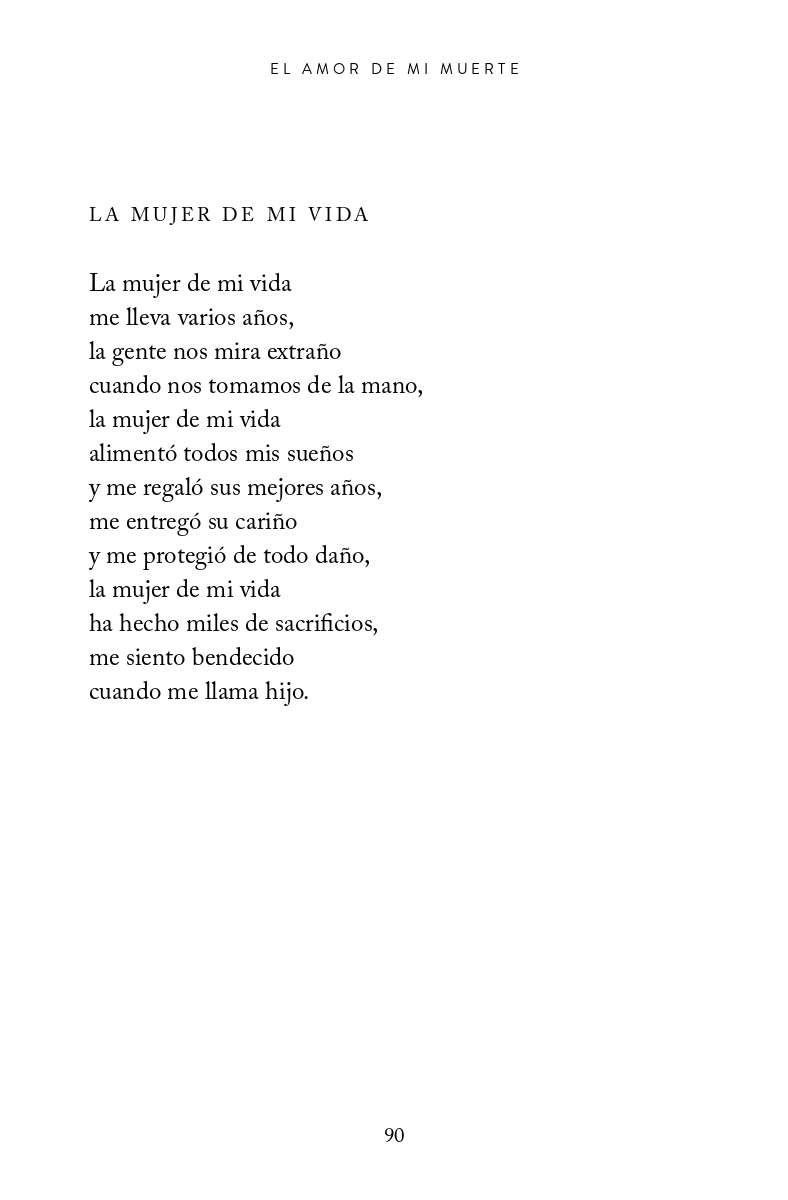 EL AMOR DE MI MUERTE
LA MUJER DE MI VIDA
La mujer de mi vida
me lleva varios años,
la gente nos mira extraño
cuando nos tomamos de la mano,
la mujer de mi vida
alimentó todos mis sueños
y me regaló sus mejores años,
me entregó su cariño
y me protegió de todo daño,
la mujer de mi vida
ha hecho miles de sacrificios,
me siento bendecido
cuando me llama hijo.
90